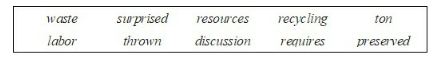 waste surprised resources recycling ton
labor thrown discussion requires preserved